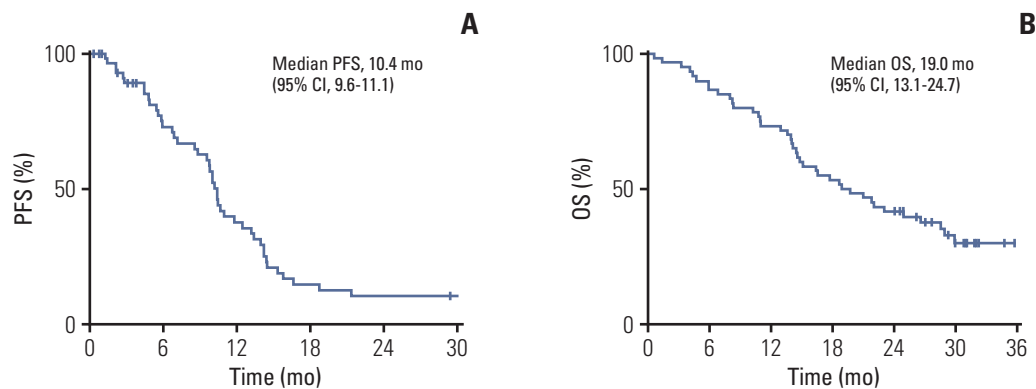 A
Median PFS, 10.4 mo
(95% CI, 9.6-11.1)
PFS (%)
100
50
0
0 6 12 18 24 30
Time (mo)
B
Median OS, 19.0 mo
(95% CI, 13.1-24.7)
OS (%)
100
50
0
0 6 12 18 24 30 36
Time (mo)